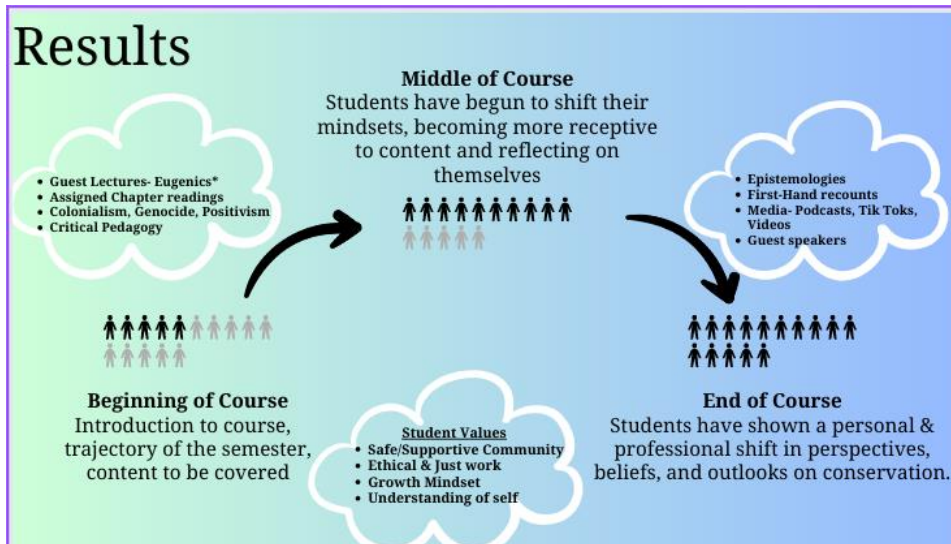 Results
Middle of Course
Students have begun to shift their
mindsets, becoming more receptive
to content and reflecting on
themselves
• Guest Lectures- Eugenics*
• Assigned Chapter readings
• Colonialism, Genocide, Positivism
• Critical Pedagogy
• Epistemologies
• First-Hand recounts
• Media- Podcasts, Tik Toks,
Videos
• Guest speakers
Beginning of Course
Introduction to course,
trajectory of the semester,
content to be covered
Student Values
• Safe/Supportive Community
• Ethical & Just work
• Growth Mindset
• Understanding of self
End of Course
Students have shown a personal &
professional shift in perspectives,
beliefs, and outlooks on conservation.